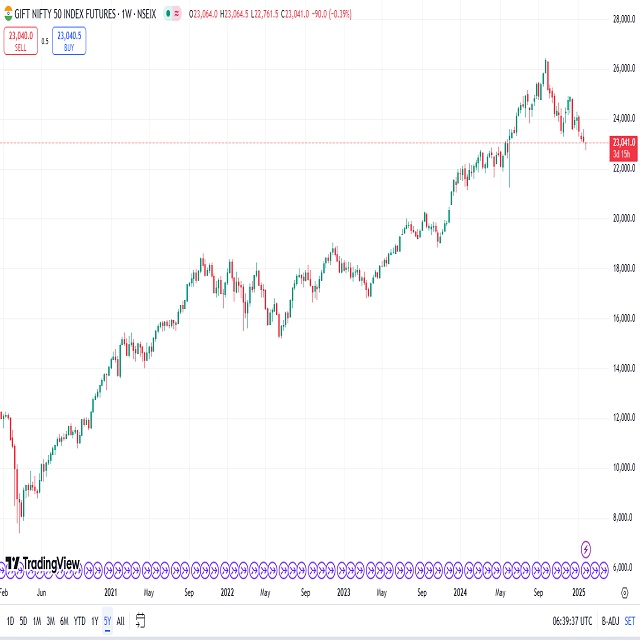 GIFT NIFTY 50 INDEX FUTURES · 1W · NSEIX O23,064.0 H23,064.5 L22,761.5 C23,041.0 −90.0 (−0.39%)
23,040.0 SELL 0.5 23,040.5 BUY
28,000.0
26,000.0
24,000.0
23,041.0
3d 15h
22,000.0
20,000.0
18,000.0
16,000.0
14,000.0
12,000.0
10,000.0
8,000.0
6,000.0
TradingView
Feb Jun 2021 May Sep 2022 May Sep 2023 May Sep 2024 May Sep 2025
1D 5D 1M 3M 6M YTD 1Y 5Y All 06:39:37 UTC B-ADJ SET